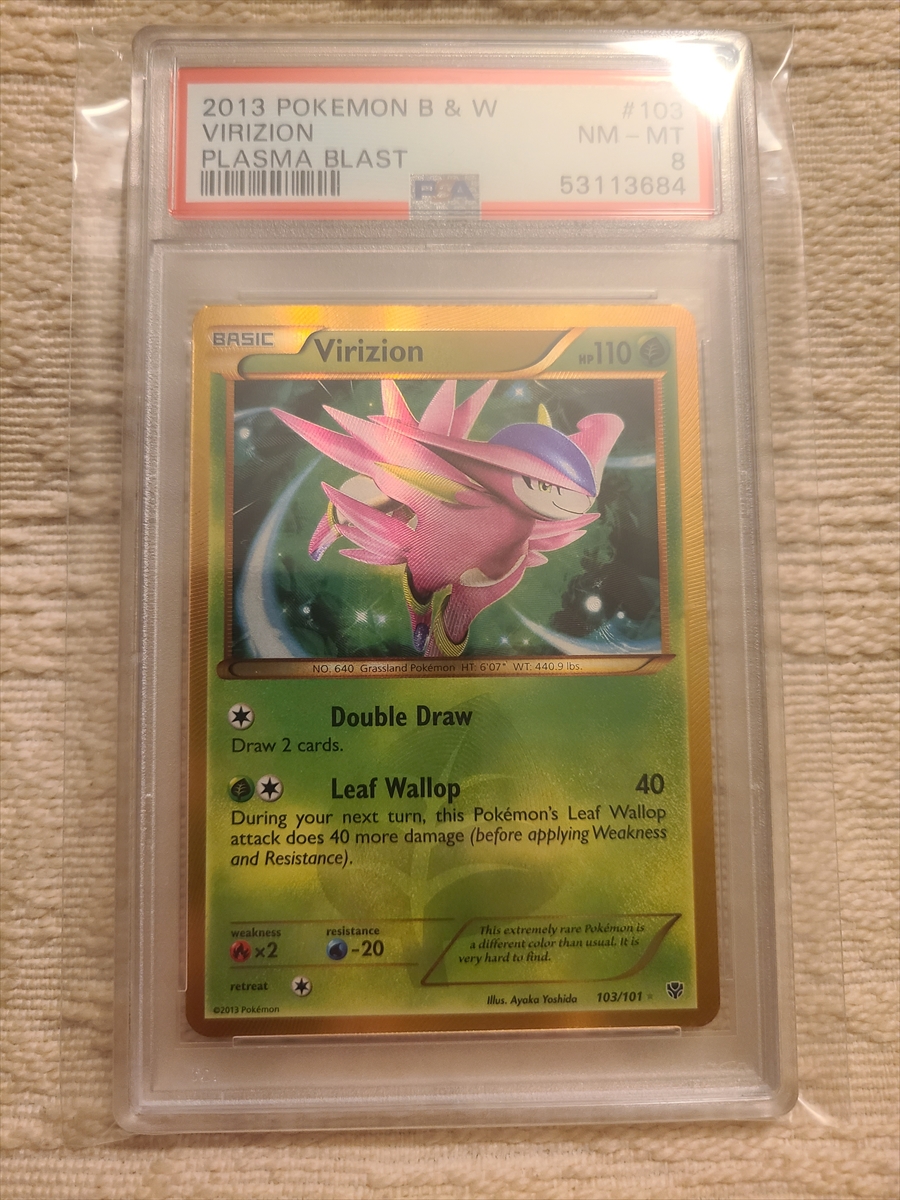 2013 POKEMON B & W #103
VIRIZION NM - MT
PLASMA BLAST 8
PSA 53113684
BASIC
Virizion HP110
NO. 640 Grassland Pokémon HT: 6'07" WT: 440.9 lbs.
Double Draw
Draw 2 cards.
Leaf Wallop 40
During your next turn, this Pokémon's Leaf Wallop
attack does 40 more damage (before applying Weakness
and Resistance).
weakness resistance
×2 -20
This extremely rare Pokémon is
a different color than usual. It is
very hard to find.
retreat
Illus. Ayaka Yoshida 103/101
©2013 Pokémon